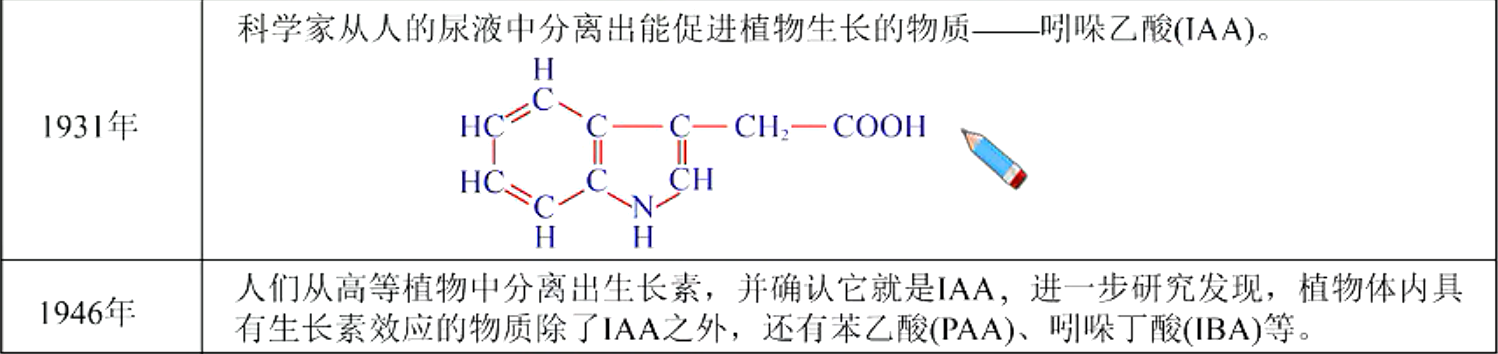 科学家从人的尿液中分离出能促进植物生长的物质——吲哚乙酸(IAA)。
1931年
H
C
HC C C CH₂ COOH
HC C CH
C N
H H
1946年
人们从高等植物中分离出生长素，并确认它就是IAA，进一步研究发现，植物体内具
有生长素效应的物质除了IAA之外，还有苯乙酸(PAA)、吲哚丁酸(IBA)等。